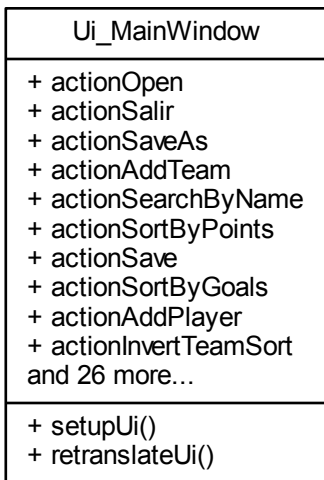 Ui_MainWindow
+ actionOpen
+ actionSalir
+ actionSaveAs
+ actionAddTeam
+ actionSearchByName
+ actionSortByPoints
+ actionSave
+ actionSortByGoals
+ actionAddPlayer
+ actionInvertTeamSort
and 26 more...
+ setupUi()
+ retranslateUi()